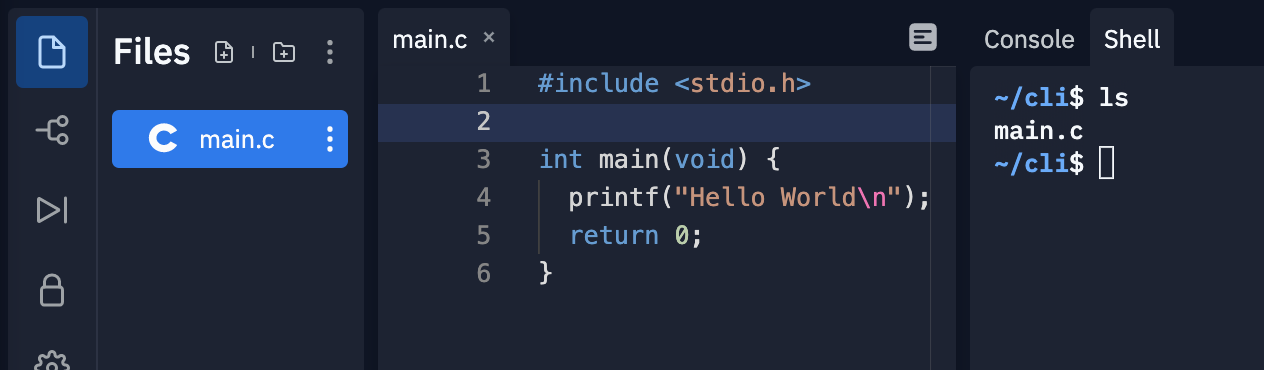 Files
main.c
main.c ×
1 #include <stdio.h>
2
3 int main(void) {
4   printf("Hello World\n");
5   return 0;
6 }
Console Shell
~/cli$ ls
main.c
~/cli$